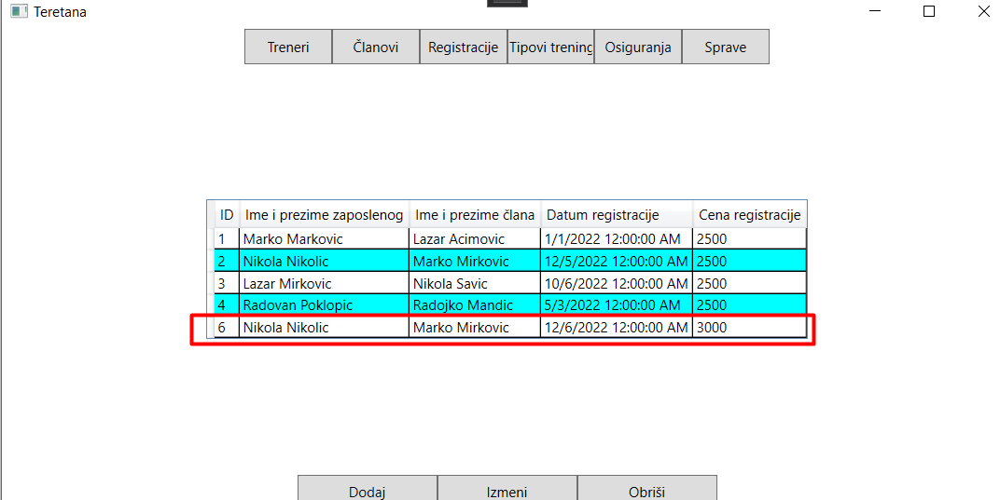 Teretana
Treneri Članovi Registracije Tipovi trening Osiguranja Sprave
ID Ime i prezime zaposlenog Ime i prezime člana Datum registracije Cena registracije
1 Marko Markovic Lazar Acimovic 1/1/2022 12:00:00 AM 2500
2 Nikola Nikolic Marko Mirkovic 12/5/2022 12:00:00 AM 2500
3 Lazar Mirkovic Nikola Savic 10/6/2022 12:00:00 AM 2500
4 Radovan Poklopic Radojko Mandic 5/3/2022 12:00:00 AM 2500
6 Nikola Nikolic Marko Mirkovic 12/6/2022 12:00:00 AM 3000
Dodaj Izmeni Obriši